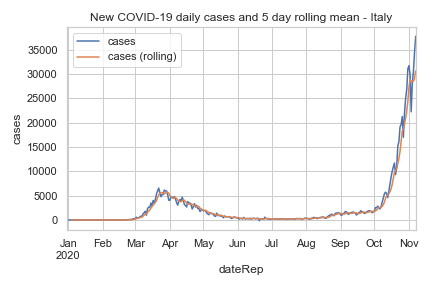 New COVID-19 daily cases and 5 day rolling mean - Italy
cases
cases (rolling)
35000
30000
25000
20000
15000
10000
5000
0
cases
Jan Feb Mar Apr May Jun Jul Aug Sep Oct Nov
2020
dateRep